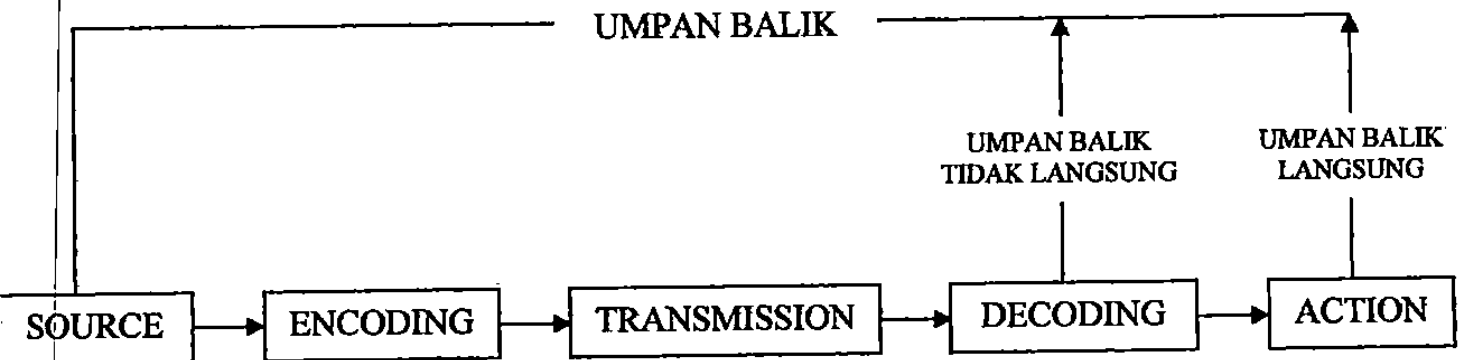 UMPAN BALIK
UMPAN BALIK
TIDAK LANGSUNG
UMPAN BALIK
LANGSUNG
SOURCE
ENCODING
TRANSMISSION
DECODING
ACTION